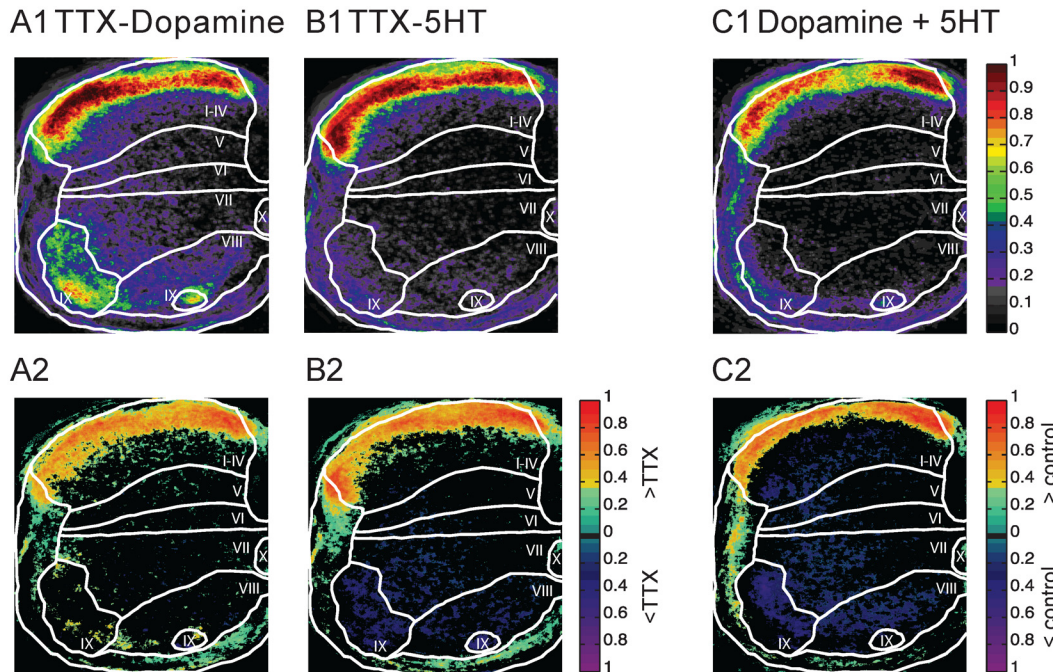 A1 TTX-Dopamine
B1 TTX-5HT
C1 Dopamine + 5HT
I-IV
V
VI
VII
X
VIII
IX
IX
I-IV
V
VI
VII
X
VIII
IX
IX
I-IV
V
VI
VII
X
VIII
IX
IX
1
0.9
0.8
0.7
0.6
0.5
0.4
0.3
0.2
0.1
0
A2
B2
C2
I-IV
V
VI
VII
X
VIII
IX
IX
I-IV
V
VI
VII
X
VIII
IX
IX
1
0.8
0.6
0.4
0.2
0
0.2
0.4
0.6
0.8
1
>TTX
<TTX
I-IV
V
VI
VII
X
VIII
IX
IX
1
0.8
0.6
0.4
0.2
0
0.2
0.4
0.6
0.8
1
> control
< control